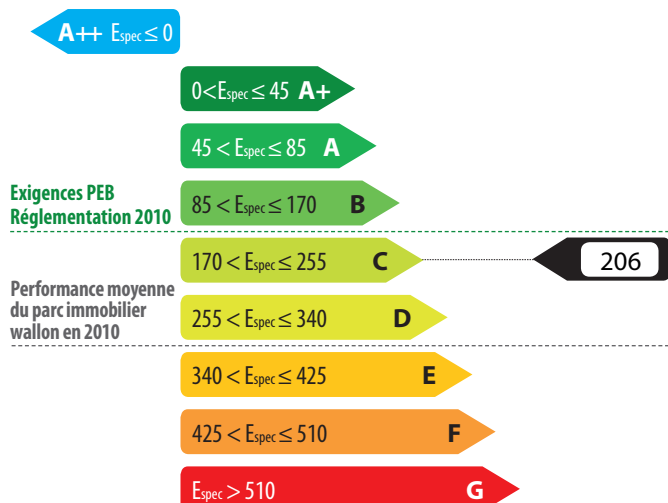 A++ Espec ≤ 0
0<Espec ≤ 45 A+
45 < Espec ≤ 85 A
Exigences PEB
Réglementation 2010
85 < Espec ≤ 170 B
170 < Espec ≤ 255 C
206
Performance moyenne
du parc immobilier
wallon en 2010
255 < Espec ≤ 340 D
340 < Espec ≤ 425 E
425 < Espec ≤ 510 F
Espec > 510 G